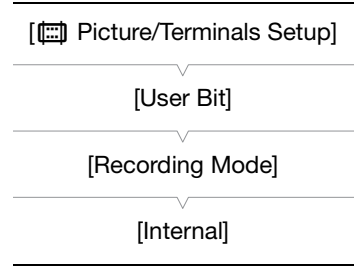 [ Picture/Terminals Setup]
[User Bit]
[Recording Mode]
[Internal]